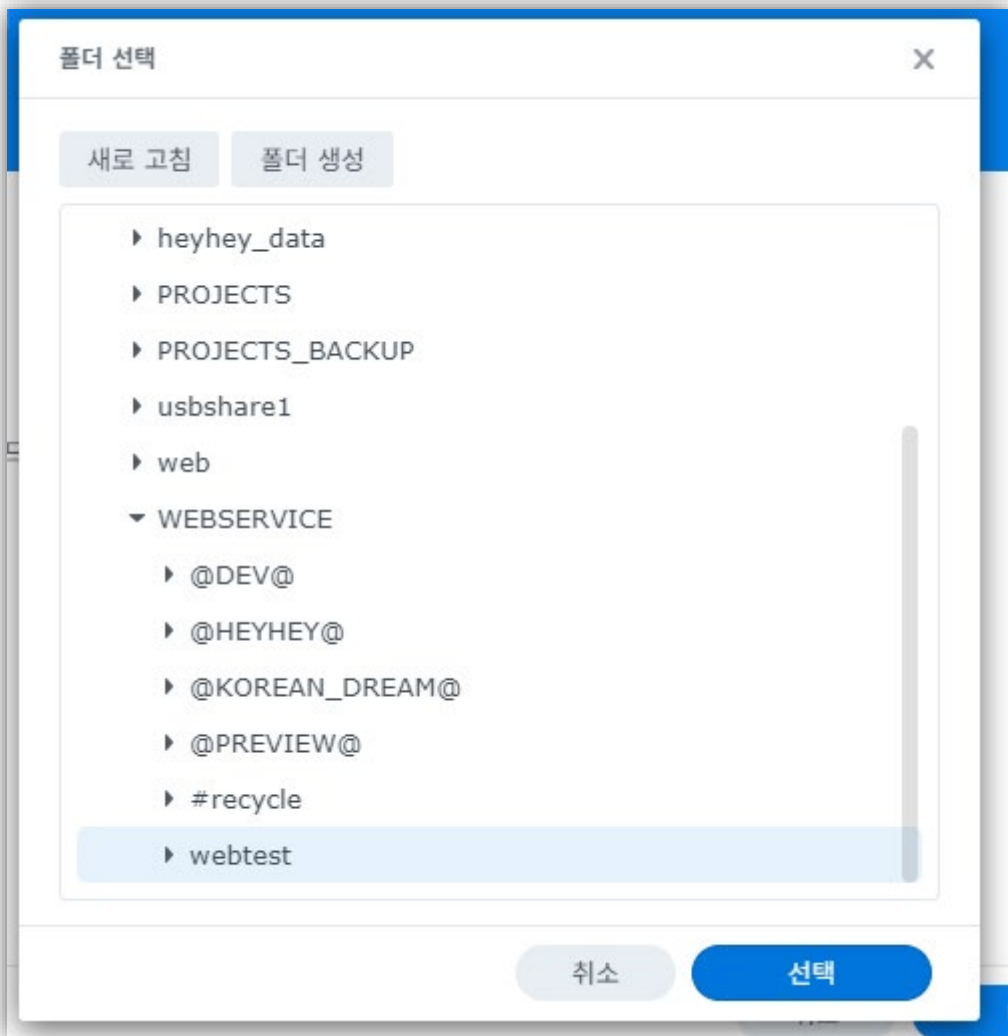 폴더 선택
새로 고침 폴더 생성
heyhey_data
PROJECTS
PROJECTS_BACKUP
usbshare1
web
WEBSERVICE
@DEV@
@HEYHEY@
@KOREAN_DREAM@
@PREVIEW@
#recycle
webtest
취소 선택